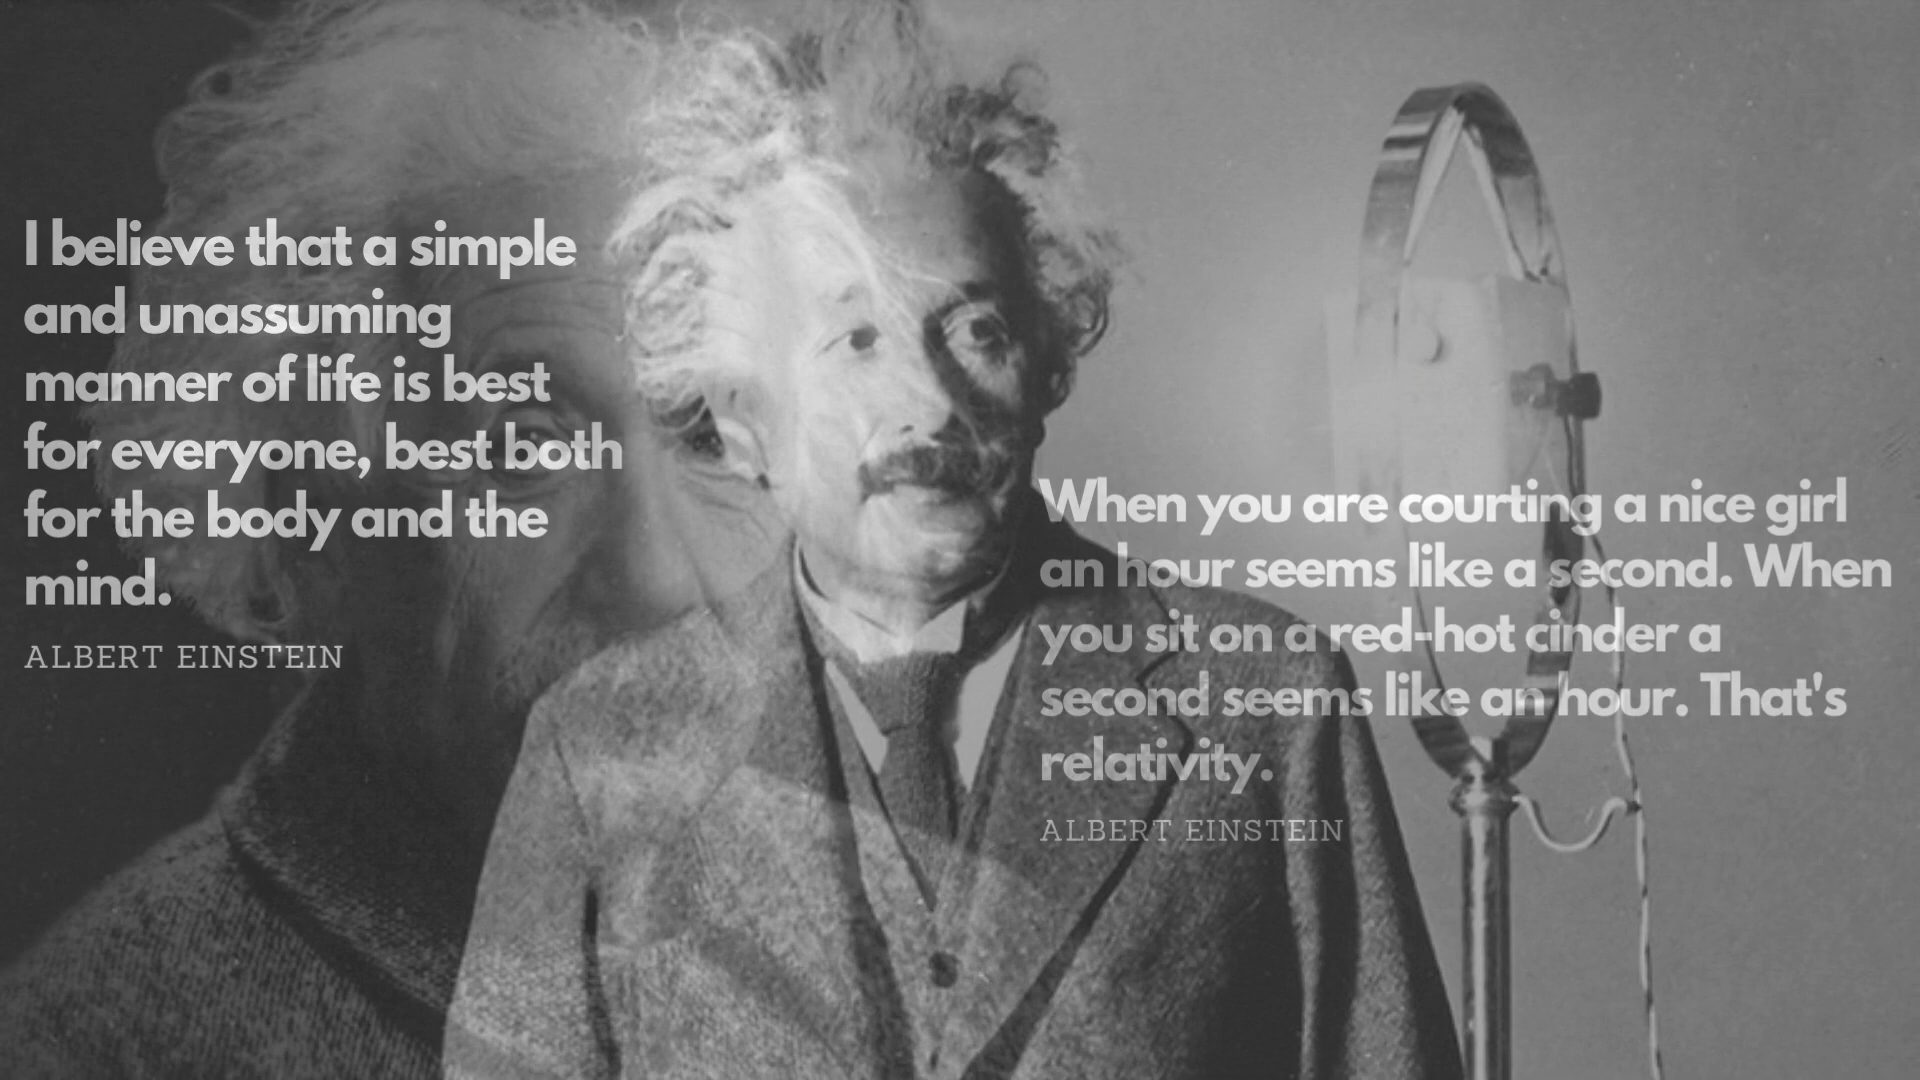 I believe that a simple
and unassuming
manner of life is best
for everyone, best both
for the body and the
mind.
ALBERT EINSTEIN
When you are courting a nice girl
an hour seems like a second. When
you sit on a red-hot cinder a
second seems like an hour. That's
relativity.
ALBERT EINSTEIN